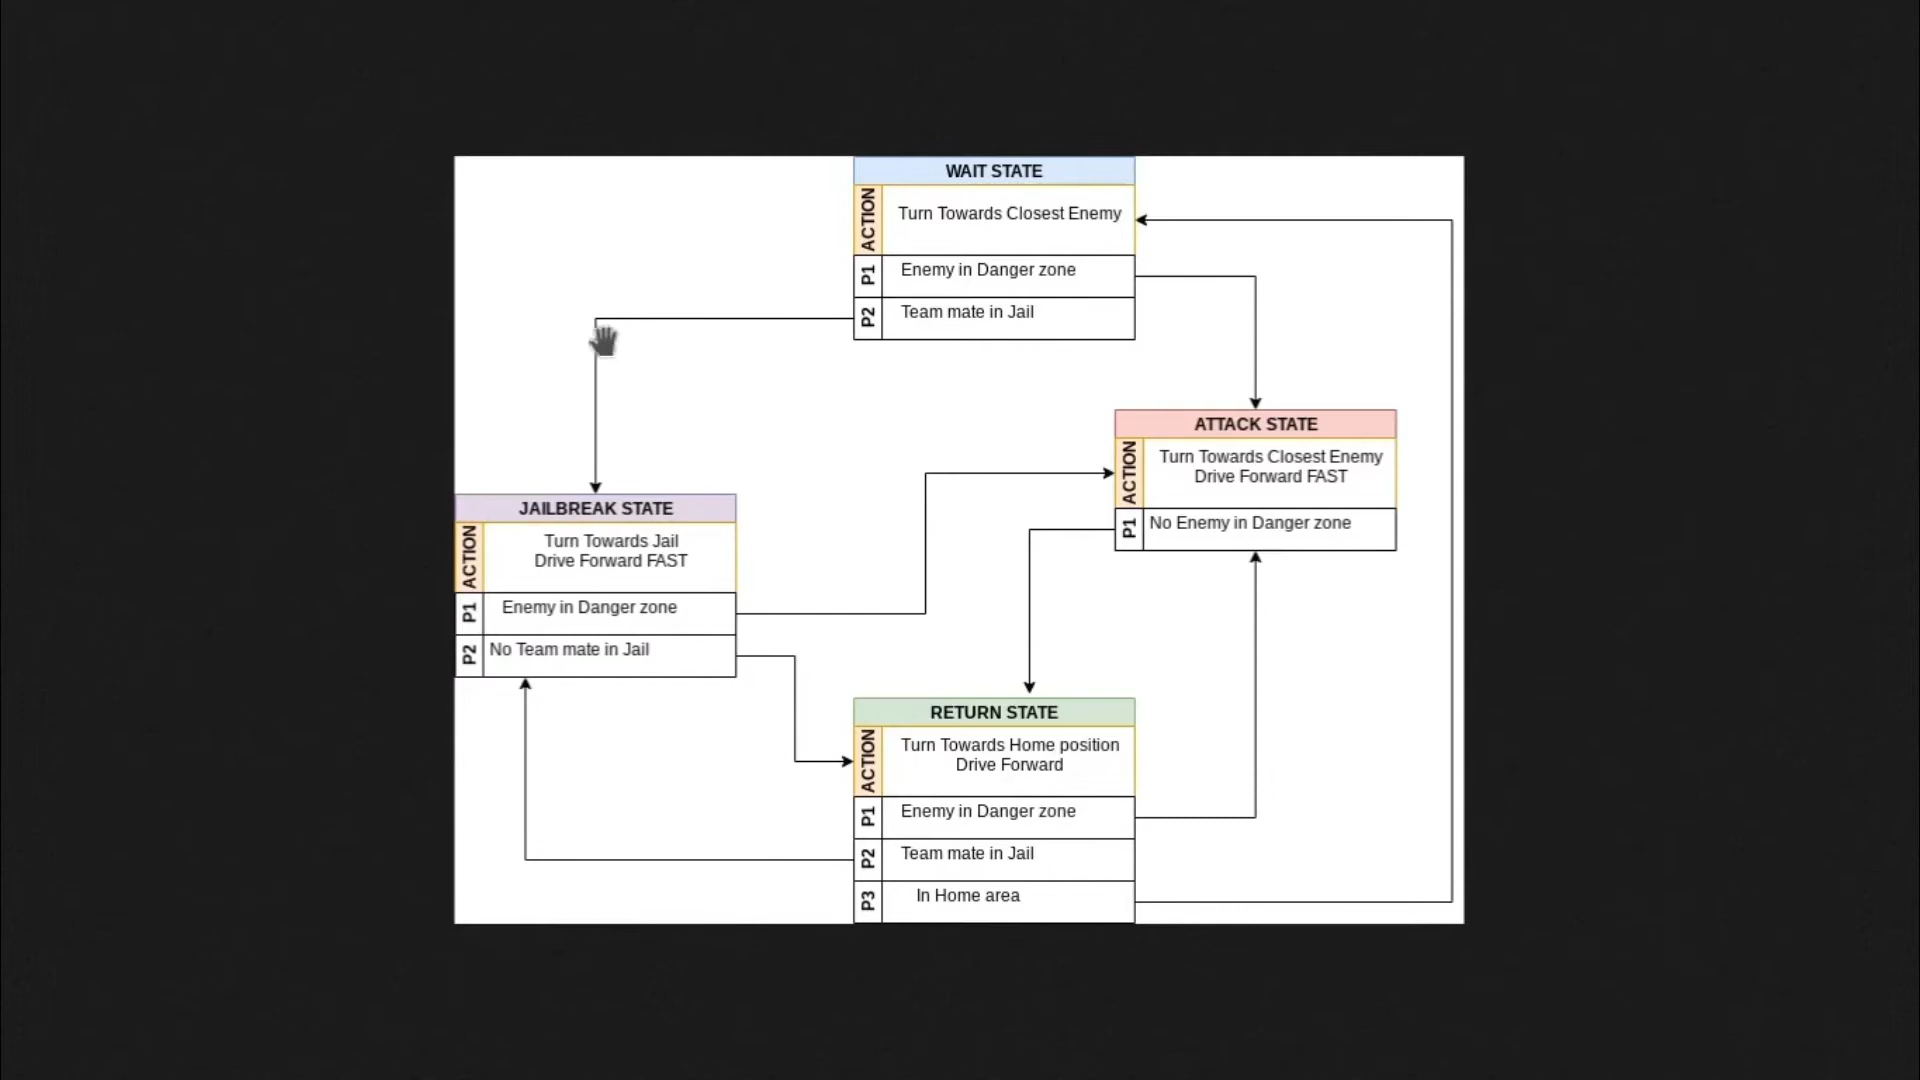 WAIT STATE
ACTION
Turn Towards Closest Enemy
P1
Enemy in Danger zone
P2
Team mate in Jail
ATTACK STATE
ACTION
Turn Towards Closest Enemy
Drive Forward FAST
P1
No Enemy in Danger zone
JAILBREAK STATE
ACTION
Turn Towards Jail
Drive Forward FAST
P1
Enemy in Danger zone
P2
No Team mate in Jail
RETURN STATE
ACTION
Turn Towards Home position
Drive Forward
P1
Enemy in Danger zone
P2
Team mate in Jail
P3
In Home area